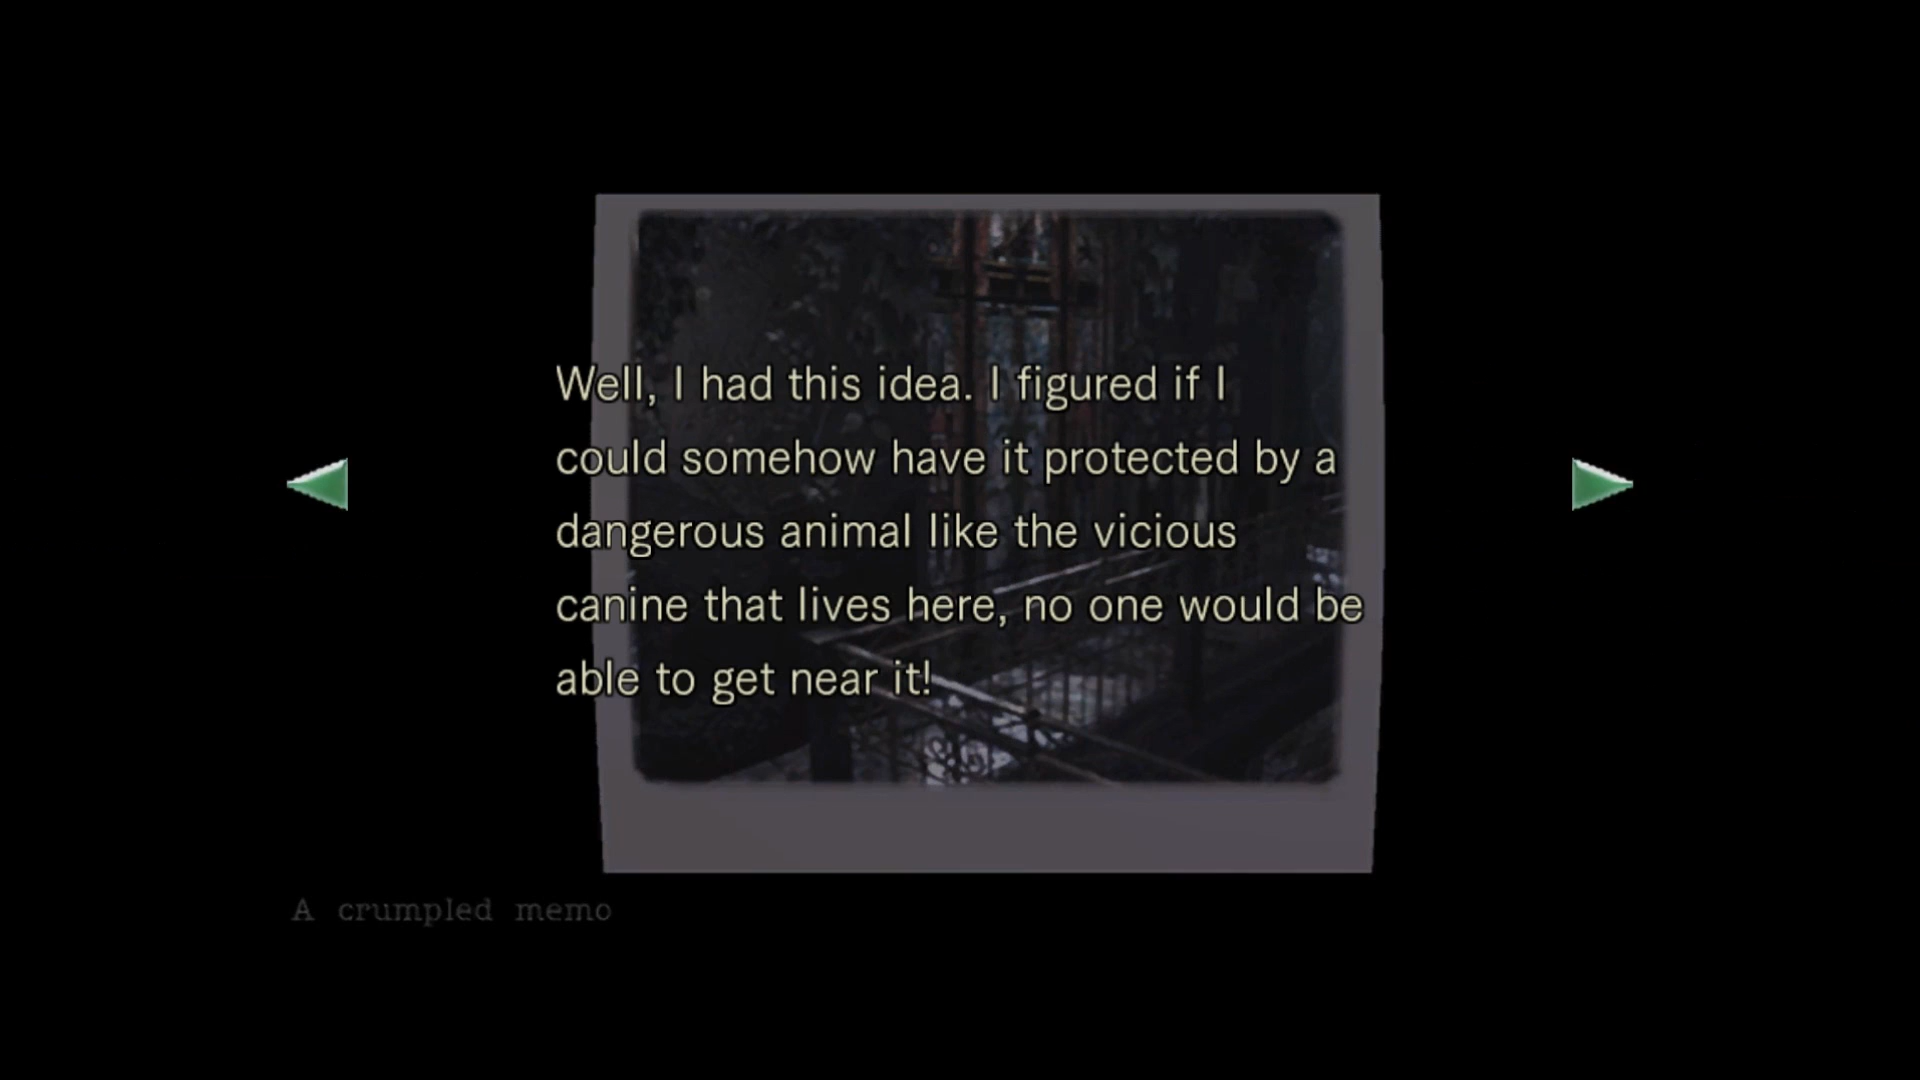 Well, I had this idea. I figured if I
could somehow have it protected by a
dangerous animal like the vicious
canine that lives here, no one would be
able to get near it!
A crumpled memo